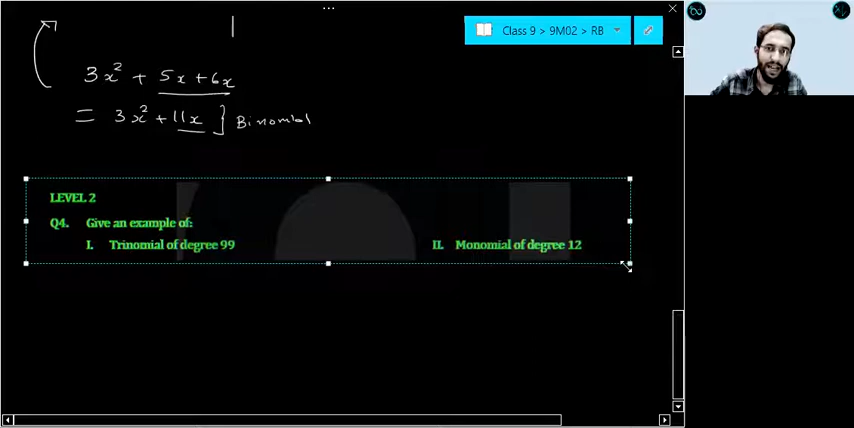 Class 9 > 9M02 > RB
3x² + 5x + 6x
= 3x² + 11x ] Binomial
LEVEL 2
Q4. Give an example of:
I. Trinomial of degree 99
II. Monomial of degree 12